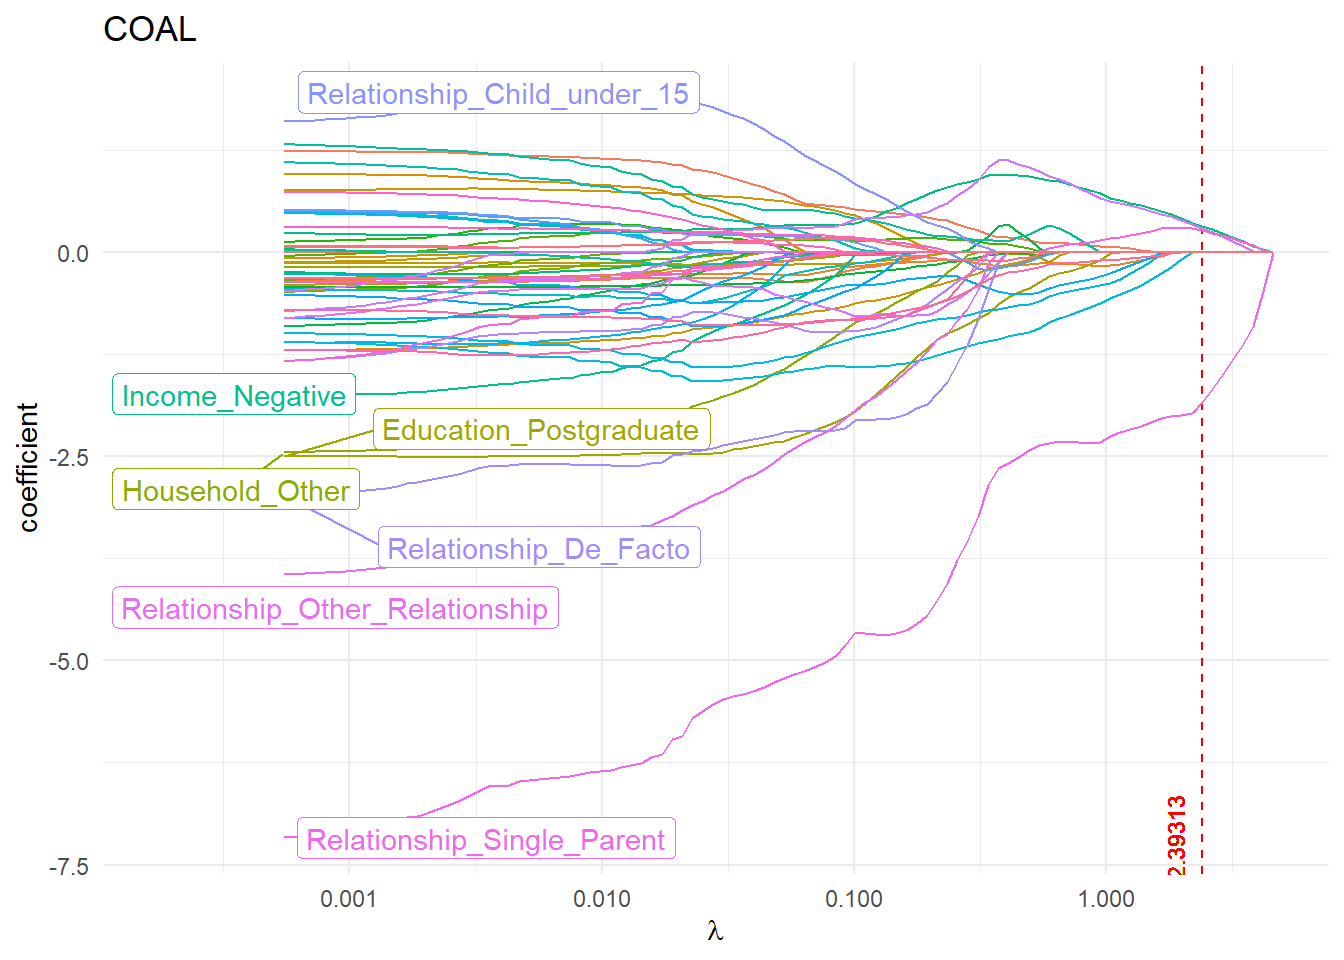 COAL
Relationship_Child_under_15
0.0
Income_Negative
Education_Postgraduate
-2.5
Household_Other
coefficient
Relationship_De_Facto
Relationship_Other_Relationship
-5.0
Relationship_Single_Parent
2.39313
-7.5
0.001 0.010 0.100 1.000
λ